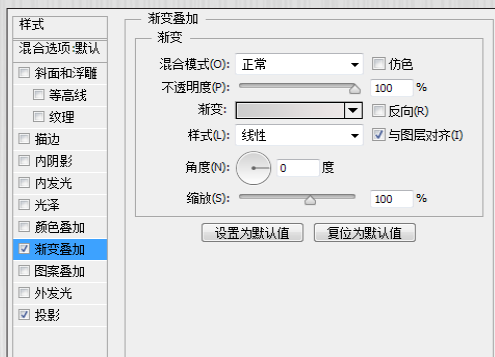 样式
混合选项:默认
斜面和浮雕
等高线
纹理
描边
内阴影
内发光
光泽
颜色叠加
渐变叠加
图案叠加
外发光
投影
渐变叠加
渐变
混合模式(O): 正常 仿色
不透明度(P): 100 %
渐变: 反向(R)
样式(L): 线性 与图层对齐(I)
角度(N): 0 度
缩放(S): 100 %
设置为默认值 复位为默认值